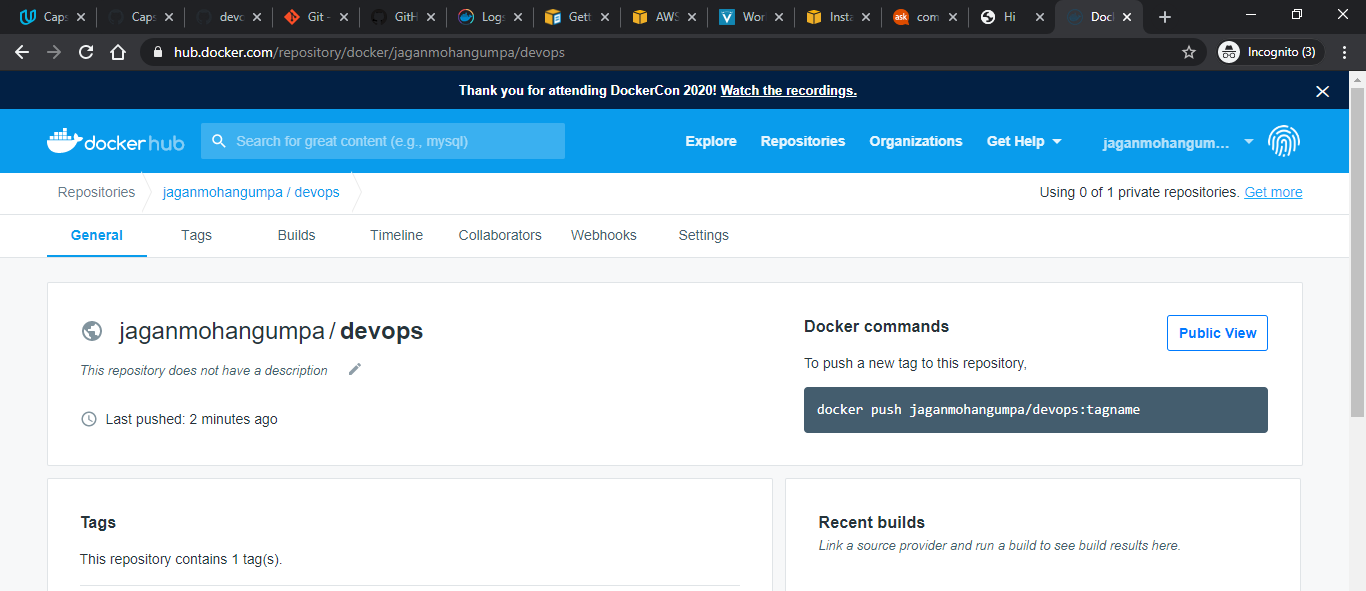 Caps Caps devo Git - GitH Logs Gett AWS Wor Insta com Hi Doc
hub.docker.com/repository/docker/jaganmohangumpa/devops Incognito (3)
Thank you for attending DockerCon 2020! Watch the recordings.
dockerhub Search for great content (e.g., mysql) Explore Repositories Organizations Get Help jaganmohangum...
Repositories jaganmohangumpa / devops Using 0 of 1 private repositories. Get more
General Tags Builds Timeline Collaborators Webhooks Settings
jaganmohangumpa / devops
Docker commands
Public View
This repository does not have a description
To push a new tag to this repository,
docker push jaganmohangumpa/devops:tagname
Last pushed: 2 minutes ago
Tags
This repository contains 1 tag(s).
Recent builds
Link a source provider and run a build to see build results here.